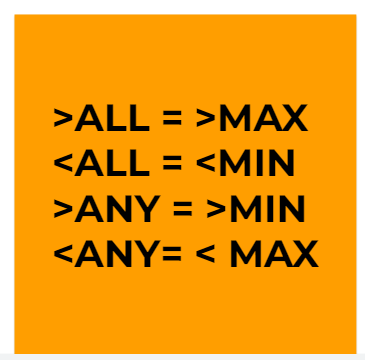 >ALL = >MAX
<ALL = <MIN
>ANY = >MIN
<ANY= < MAX